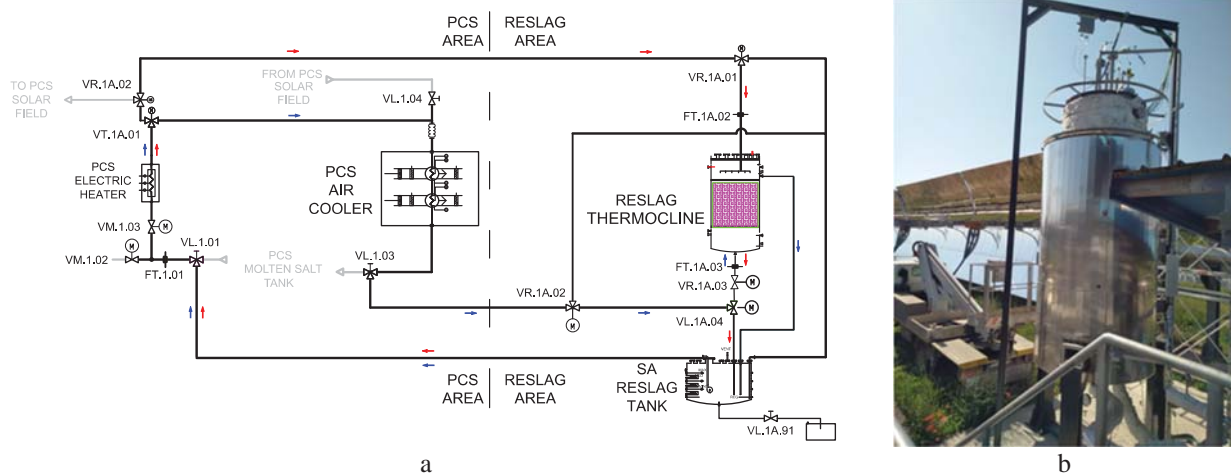 PCS
AREA
RESLAG
AREA
TO PCS
SOLAR
FIELD
VR.1A.02
VT.1A.01
FROM PCS
SOLAR
FIELD
VL.1.04
M
VR.1A.01
FT.1A.02
PCS
ELECTRIC
HEATER
PCS
AIR
COOLER
RESLAG
THERMOCLINE
VM.1.03
M
M
VM.1.02
FT.1.01
VL.1.01
PCS
MOLTEN SALT
TANK
VL.1.03
FT.1A.03
VR.1A.03
M
VR.1A.02
M
VL.1A.04
M
VENT
PCS
AREA
RESLAG
AREA
SA
RESLAG
TANK
VL.1A.91
a
b